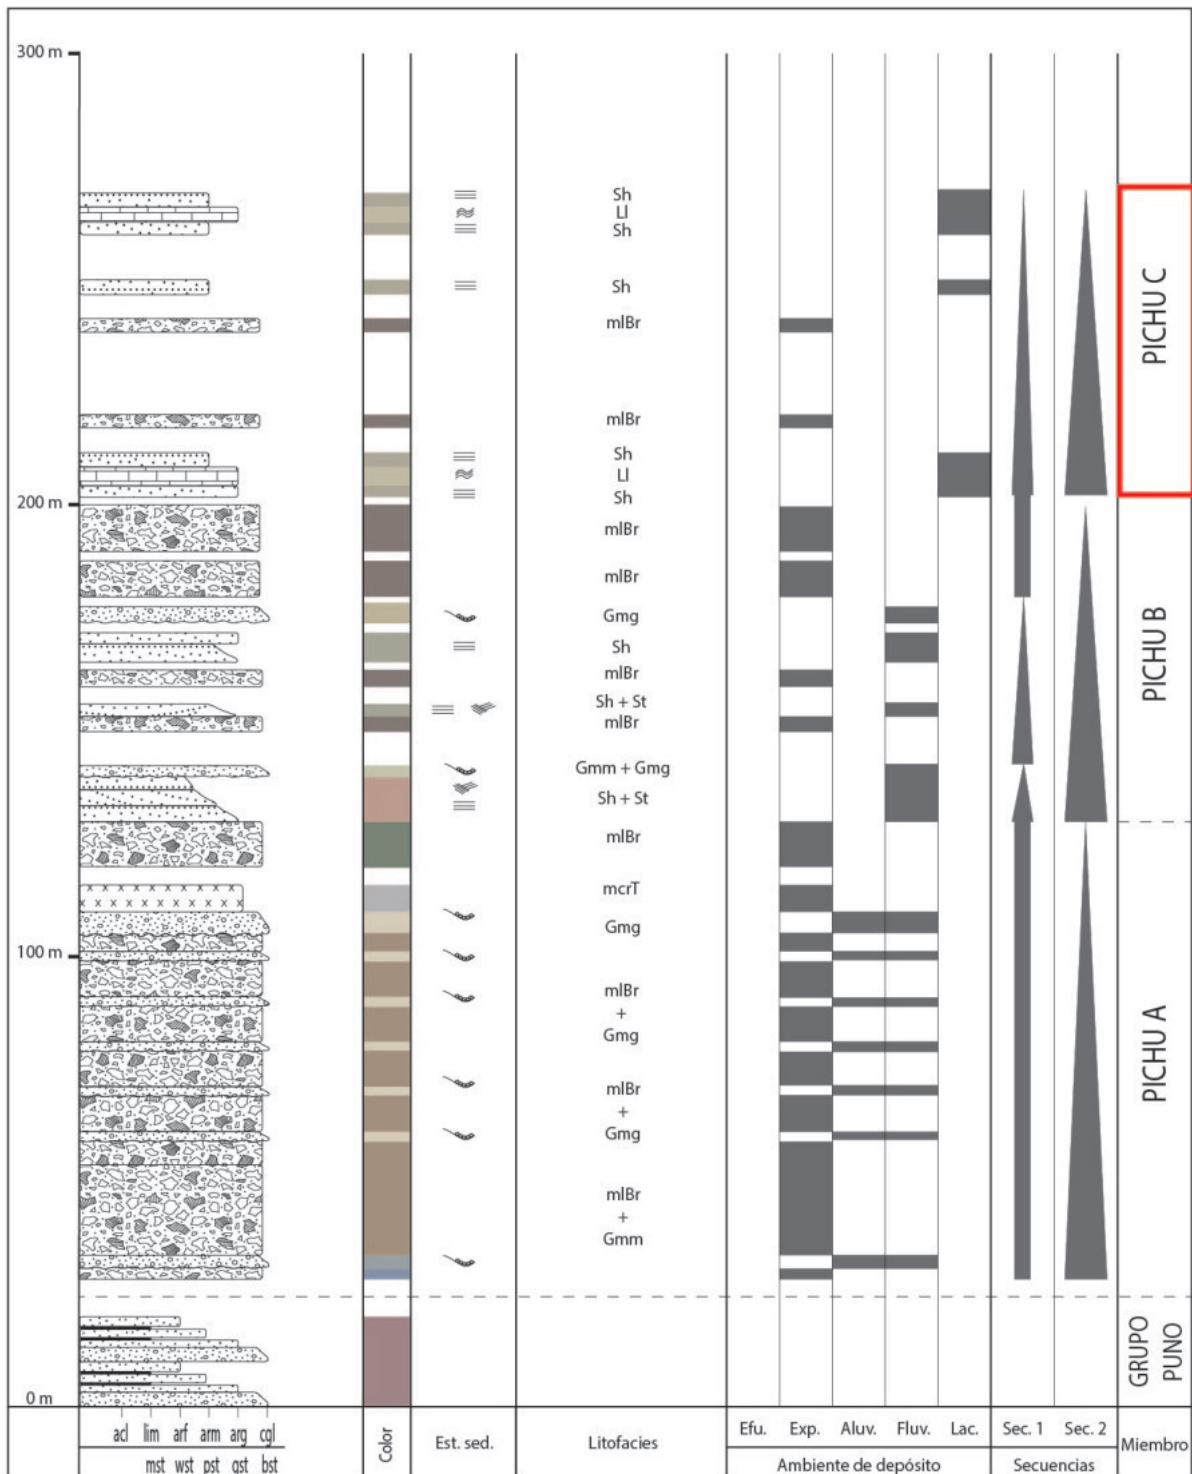 300 m
Sh
Ll
Sh
Sh
mlBr
mlBr
Sh
Ll
Sh
200 m
mlBr
mlBr
Gmg
Sh
mlBr
Sh + St
mlBr
Gmm + Gmg
Sh + St
mlBr
mcrT
Gmg
100 m
mlBr
+
Gmg
mlBr
+
Gmg
mlBr
+
Gmm
0 m
PICHU C
PICHU B
PICHU A
GRUPO
PUNO
acl lim arf arm arg cgl
mst wst pst gst bst
Color
Est. sed.
Litofacies
Efu. Exp. Aluv. Fluv. Lac.
Ambiente de depósito
Sec. 1 Sec. 2
Secuencias
Miembro